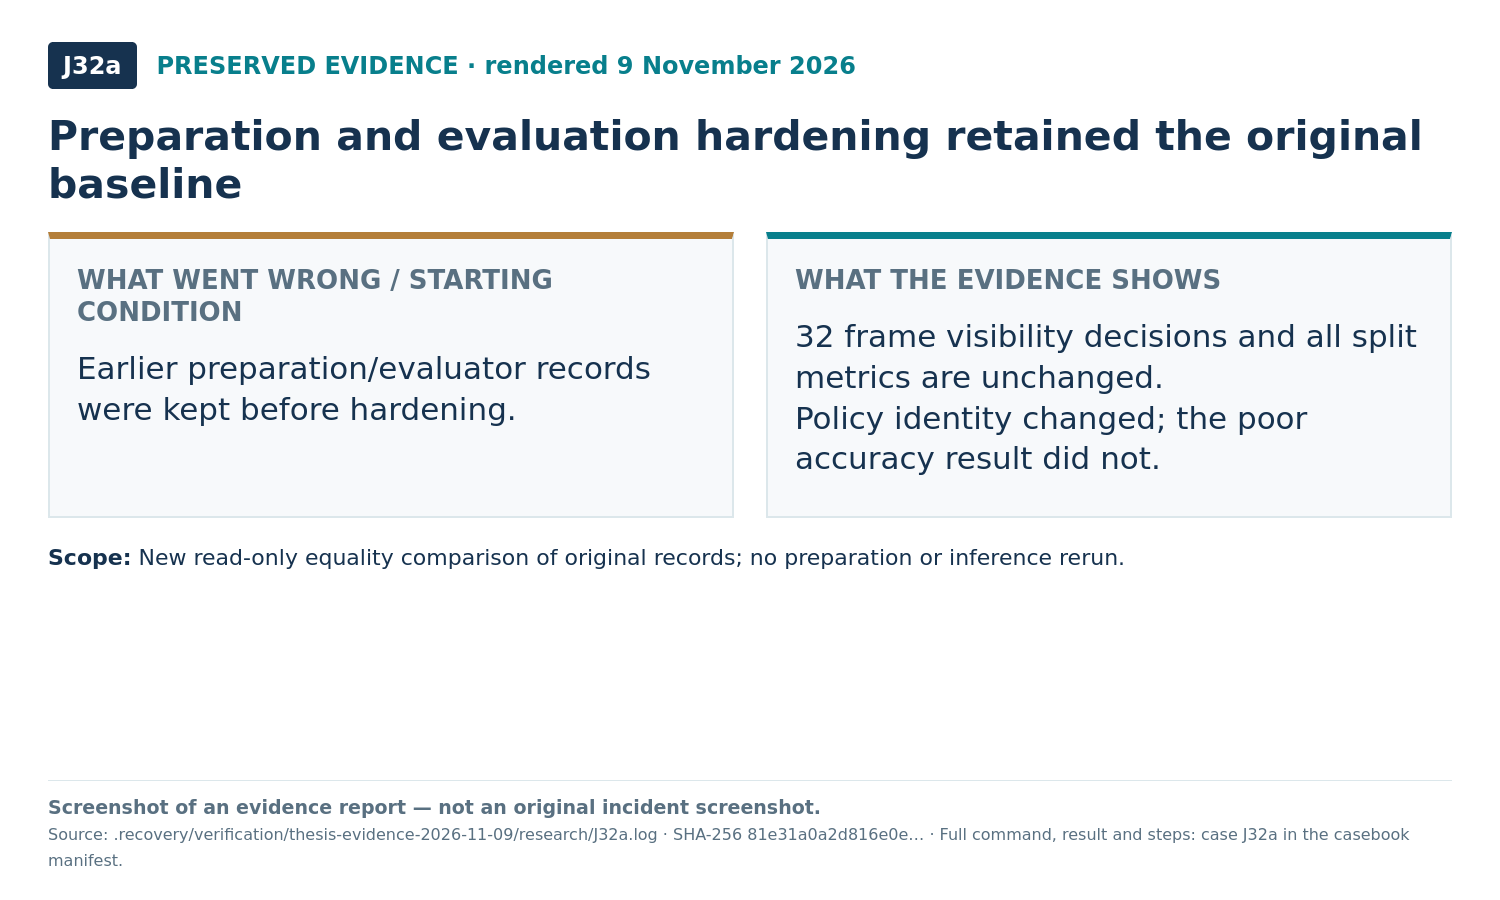 J32a
PRESERVED EVIDENCE · rendered 9 November 2026
Preparation and evaluation hardening retained the original
baseline
WHAT WENT WRONG / STARTING
CONDITION
Earlier preparation/evaluator records
were kept before hardening.
WHAT THE EVIDENCE SHOWS
32 frame visibility decisions and all split
metrics are unchanged.
Policy identity changed; the poor
accuracy result did not.
Scope: New read-only equality comparison of original records; no preparation or inference rerun.
Screenshot of an evidence report — not an original incident screenshot.
Source: .recovery/verification/thesis-evidence-2026-11-09/research/J32a.log · SHA-256 81e31a0a2d816e0e… · Full command, result and steps: case J32a in the casebook
manifest.